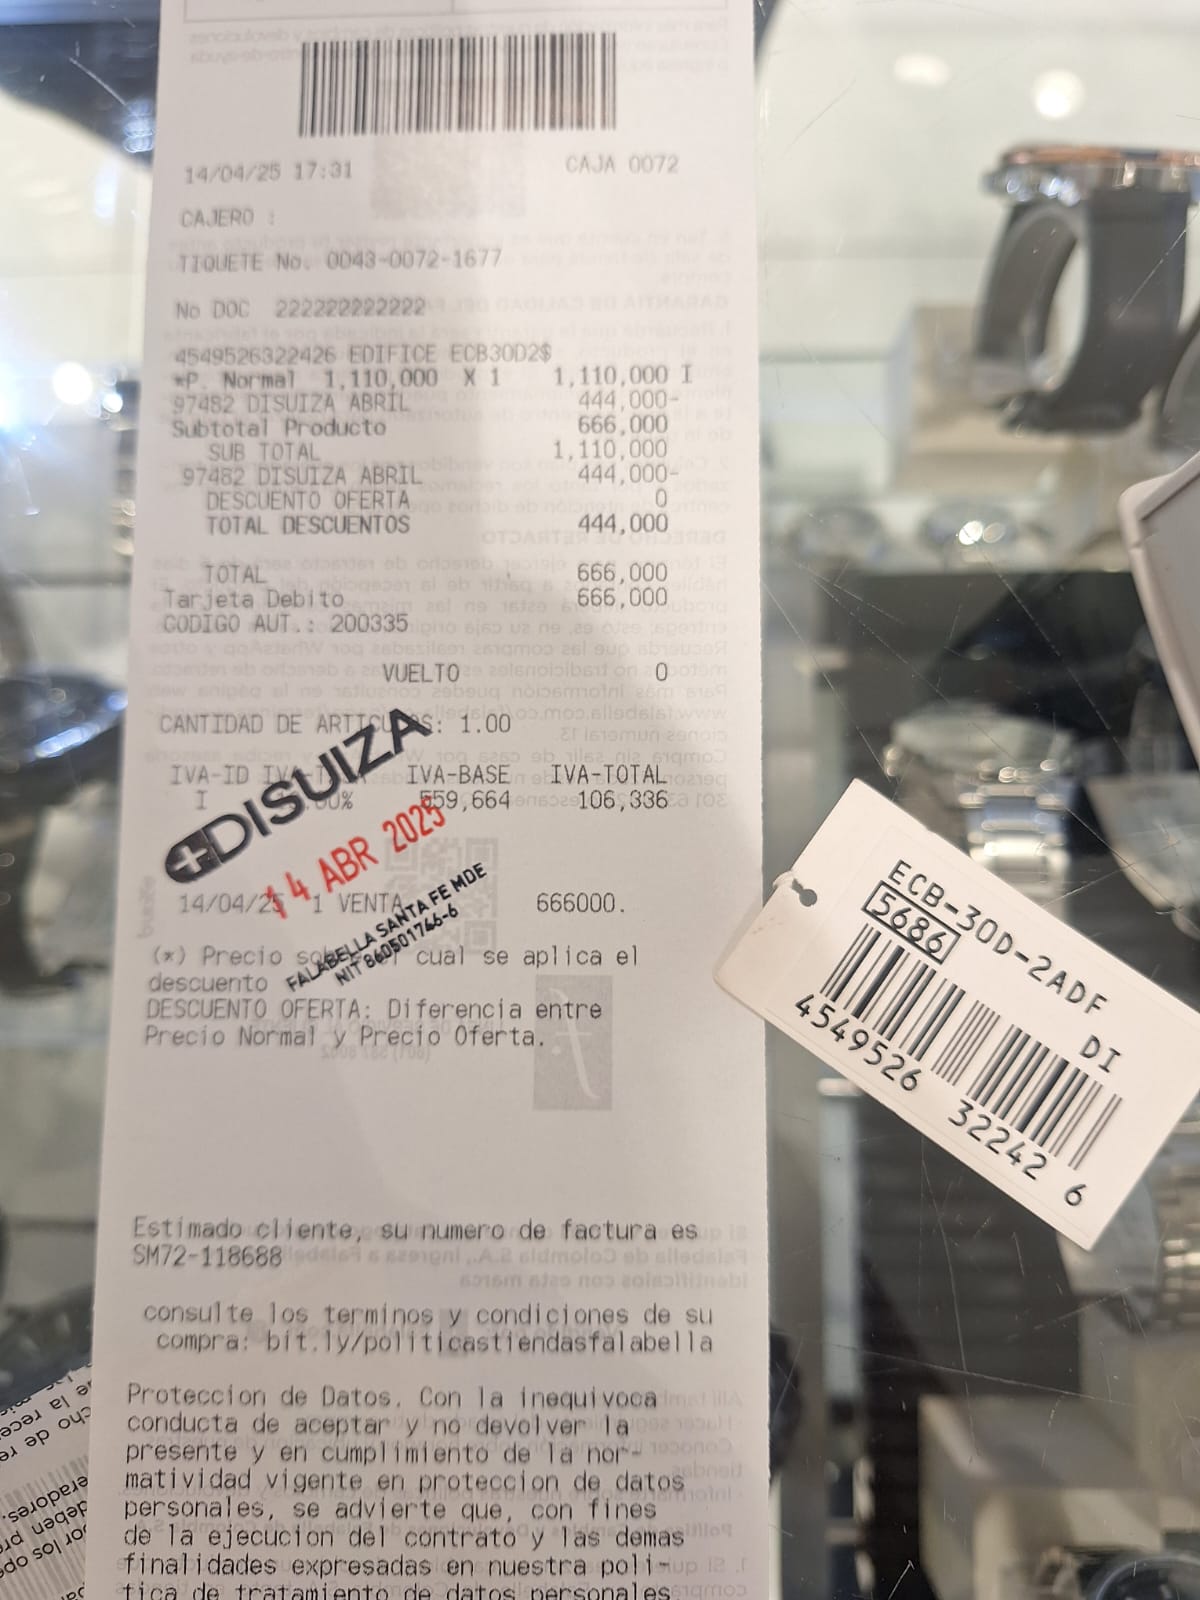 14/04/25 17:31 CAJA 0072
CAJERO :
TIQUETE No. 0043-0072-1677
No DOC 222222222222
4549526322426 EDIFICE ECB30D2$
*P. Normal 1,110,000 X 1 1,110,000 I
97482 DISUIZA ABRIL 444,000-
Subtotal Producto 666,000
SUB TOTAL 1,110,000
97482 DISUIZA ABRIL 444,000-
DESCUENTO OFERTA 0
TOTAL DESCUENTOS 444,000
TOTAL 666,000
Tarjeta Debito 666,000
CODIGO AUT.: 200335
VUELTO 0
CANTIDAD DE ARTICULOS: 1.00
IVA-ID IVA-BASE IVA-TOTAL
I 559,664 106,336
DISUIZA
14 ABR 2025
FALABELLA SANTA FE MDE
NIT 860501746-6
14/04/25 1 VENTA 666000.
(*) Precio sobre el cual se aplica el
descuento
DESCUENTO OFERTA: Diferencia entre
Precio Normal y Precio Oferta.
Estimado cliente, su numero de factura es
SM72-118688
consulte los terminos y condiciones de su
compra: bit.ly/politicastiendasfalabella
Proteccion de Datos. Con la inequivoca
conducta de aceptar y no devolver la
presente y en cumplimiento de la nor-
matividad vigente en proteccion de datos
personales, se advierte que, con fines
de la ejecucion del contrato y las demas
finalidades expresadas en nuestra poli-
tica de tratamiento de datos personales
ECB-30D-2ADF
5686 DI
4549526 32242 6